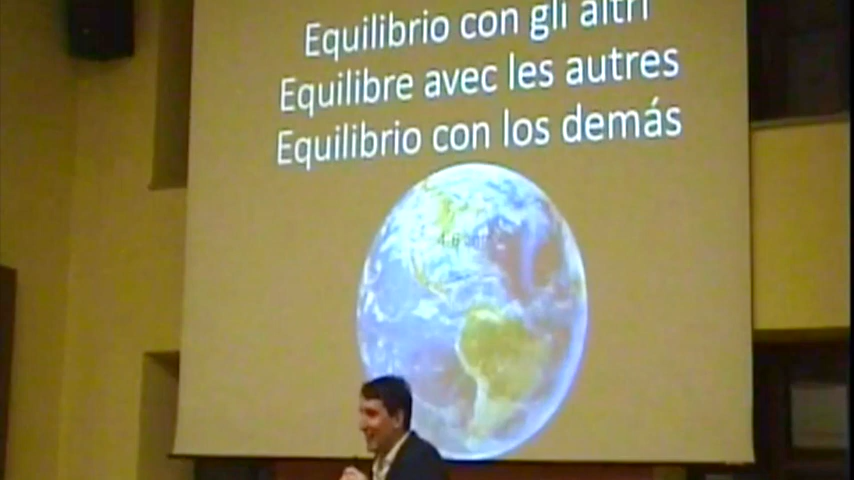 Equilibrio con gli altri
Equilibre avec les autres
Equilibrio con los demás